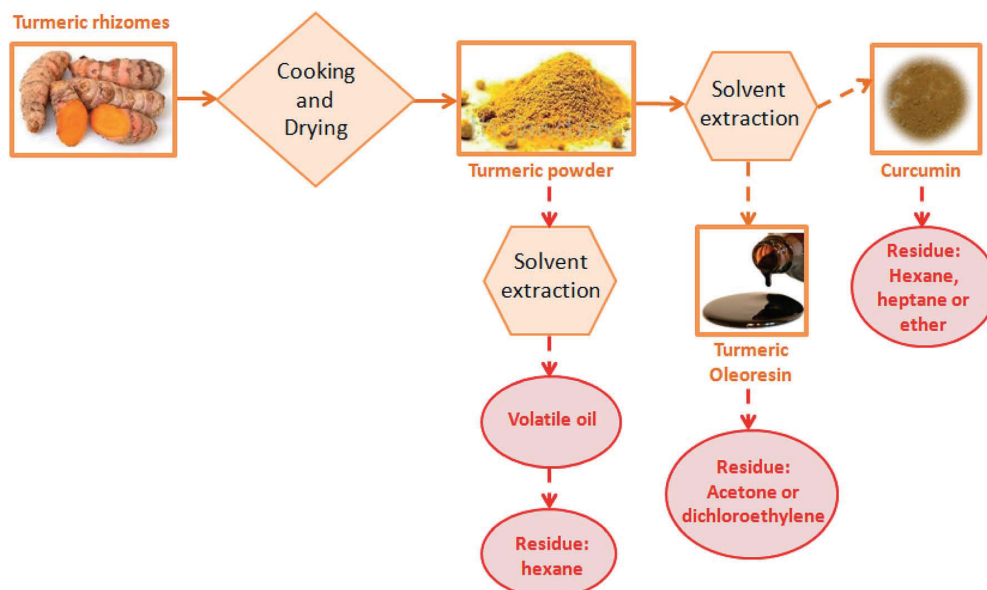 Turmeric rhizomes
Cooking
and
Drying
Turmeric powder
Solvent
extraction
Curcumin
Solvent
extraction
Volatile oil
Residue:
hexane
Turmeric
Oleoresin
Residue:
Acetone or
dichloroethylene
Residue:
Hexane,
heptane or
ether